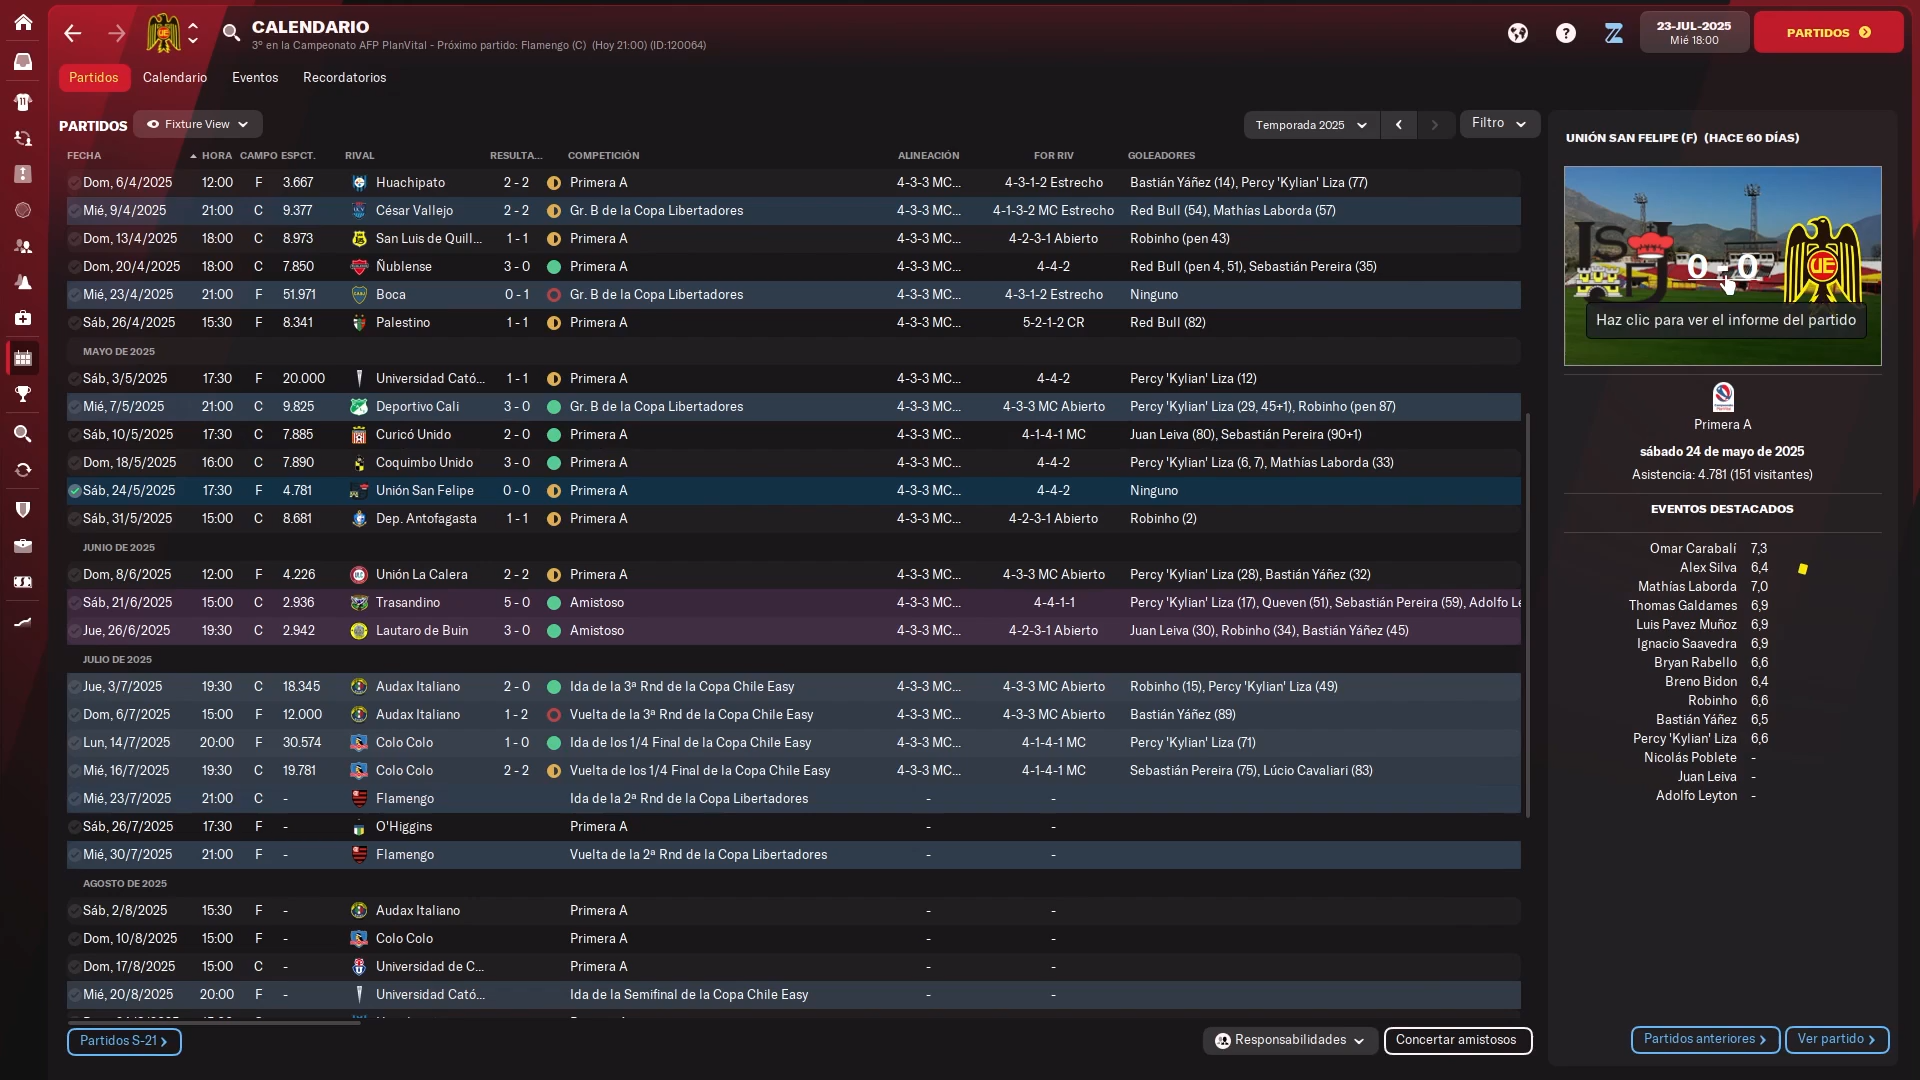 CALENDARIO
3º en la Campeonato AFP PlanVital - Próximo partido: Flamengo (C) (Hoy 21:00) (ID:120064)
23-JUL-2025
Mié 18:00
PARTIDOS
Partidos Calendario Eventos Recordatorios
PARTIDOS Fixture View Temporada 2025 Filtro
FECHA HORA CAMPO ESPCT. RIVAL RESULTA... COMPETICIÓN ALINEACIÓN FOR RIV GOLEADORES
Dom, 6/4/2025 12:00 F 3.667 Huachipato 2 - 2 Primera A 4-3-3 MC... 4-3-1-2 Estrecho Bastián Yáñez (14), Percy 'Kylian' Liza (77)
Mié, 9/4/2025 21:00 C 9.377 César Vallejo 2 - 2 Gr. B de la Copa Libertadores 4-3-3 MC... 4-1-3-2 MC Estrecho Red Bull (54), Mathías Laborda (57)
Dom, 13/4/2025 18:00 C 8.973 San Luis de Quill... 1 - 1 Primera A 4-3-3 MC... 4-2-3-1 Abierto Robinho (pen 43)
Dom, 20/4/2025 18:00 C 7.850 Ñublense 3 - 0 Primera A 4-3-3 MC... 4-4-2 Red Bull (pen 4, 51), Sebastián Pereira (35)
Mié, 23/4/2025 21:00 F 51.971 Boca 0 - 1 Gr. B de la Copa Libertadores 4-3-3 MC... 4-3-1-2 Estrecho Ninguno
Sáb, 26/4/2025 15:30 F 8.341 Palestino 1 - 1 Primera A 4-3-3 MC... 5-2-1-2 CR Red Bull (82)
MAYO DE 2025
Sáb, 3/5/2025 17:30 F 20.000 Universidad Cató... 1 - 1 Primera A 4-3-3 MC... 4-4-2 Percy 'Kylian' Liza (12)
Mié, 7/5/2025 21:00 C 9.825 Deportivo Cali 3 - 0 Gr. B de la Copa Libertadores 4-3-3 MC... 4-3-3 MC Abierto Percy 'Kylian' Liza (29, 45+1), Robinho (pen 87)
Sáb, 10/5/2025 17:30 C 7.885 Curicó Unido 2 - 0 Primera A 4-3-3 MC... 4-1-4-1 MC Juan Leiva (80), Sebastián Pereira (90+1)
Dom, 18/5/2025 16:00 C 7.890 Coquimbo Unido 3 - 0 Primera A 4-3-3 MC... 4-4-2 Percy 'Kylian' Liza (6, 7), Mathías Laborda (33)
Sáb, 24/5/2025 17:30 F 4.781 Unión San Felipe 0 - 0 Primera A 4-3-3 MC... 4-4-2 Ninguno
Sáb, 31/5/2025 15:00 C 8.681 Dep. Antofagasta 1 - 1 Primera A 4-3-3 MC... 4-2-3-1 Abierto Robinho (2)
JUNIO DE 2025
Dom, 8/6/2025 12:00 F 4.226 Unión La Calera 2 - 2 Primera A 4-3-3 MC... 4-3-3 MC Abierto Percy 'Kylian' Liza (28), Bastián Yáñez (32)
Sáb, 21/6/2025 15:00 C 2.936 Trasandino 5 - 0 Amistoso 4-3-3 MC... 4-4-1-1 Percy 'Kylian' Liza (17), Queven (51), Sebastián Pereira (59), Adolfo Le
Jue, 26/6/2025 19:30 C 2.942 Lautaro de Buin 3 - 0 Amistoso 4-3-3 MC... 4-2-3-1 Abierto Juan Leiva (30), Robinho (34), Bastián Yáñez (45)
JULIO DE 2025
Jue, 3/7/2025 19:30 C 18.345 Audax Italiano 2 - 0 Ida de la 3ª Rnd de la Copa Chile Easy 4-3-3 MC... 4-3-3 MC Abierto Robinho (15), Percy 'Kylian' Liza (49)
Dom, 6/7/2025 15:00 F 12.000 Audax Italiano 1 - 2 Vuelta de la 3ª Rnd de la Copa Chile Easy 4-3-3 MC... 4-3-3 MC Abierto Bastián Yáñez (89)
Lun, 14/7/2025 20:00 F 30.574 Colo Colo 1 - 0 Ida de los 1/4 Final de la Copa Chile Easy 4-3-3 MC... 4-1-4-1 MC Percy 'Kylian' Liza (71)
Mié, 16/7/2025 19:30 C 19.781 Colo Colo 2 - 2 Vuelta de los 1/4 Final de la Copa Chile Easy 4-3-3 MC... 4-1-4-1 MC Sebastián Pereira (75), Lúcio Cavaliari (83)
Mié, 23/7/2025 21:00 C - Flamengo Ida de la 2ª Rnd de la Copa Libertadores - -
Sáb, 26/7/2025 17:30 F - O'Higgins Primera A - -
Mié, 30/7/2025 21:00 F - Flamengo Vuelta de la 2ª Rnd de la Copa Libertadores - -
AGOSTO DE 2025
Sáb, 2/8/2025 15:30 F - Audax Italiano Primera A - -
Dom, 10/8/2025 15:00 F - Colo Colo Primera A - -
Dom, 17/8/2025 15:00 C - Universidad de C... Primera A - -
Mié, 20/8/2025 20:00 F - Universidad Cató... Ida de la Semifinal de la Copa Chile Easy - -
Partidos S-21 Responsabilidades Concertar amistosos
UNIÓN SAN FELIPE (F) (HACE 60 DÍAS)
0 - 0
UE
Haz clic para ver el informe del partido
Primera A
sábado 24 de mayo de 2025
Asistencia: 4.781 (151 visitantes)
EVENTOS DESTACADOS
Omar Carabalí 7,3
Alex Silva 6,4
Mathías Laborda 7,0
Thomas Galdames 6,9
Luis Pavez Muñoz 6,9
Ignacio Saavedra 6,9
Bryan Rabello 6,6
Breno Bidon 6,4
Robinho 6,6
Bastián Yáñez 6,5
Percy 'Kylian' Liza 6,6
Nicolás Poblete -
Juan Leiva -
Adolfo Leyton -
Partidos anteriores Ver partido